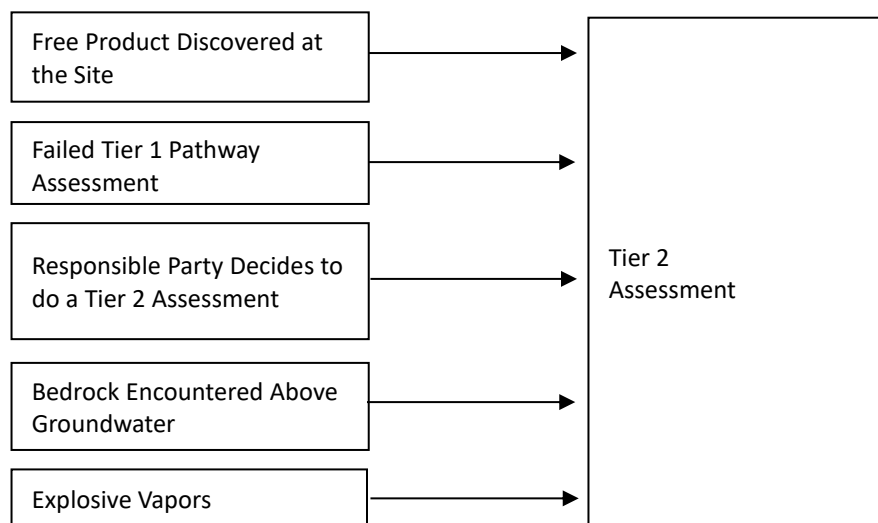 Free Product Discovered at
the Site
Failed Tier 1 Pathway
Assessment
Responsible Party Decides to
do a Tier 2 Assessment
Tier 2
Assessment
Bedrock Encountered Above
Groundwater
Explosive Vapors